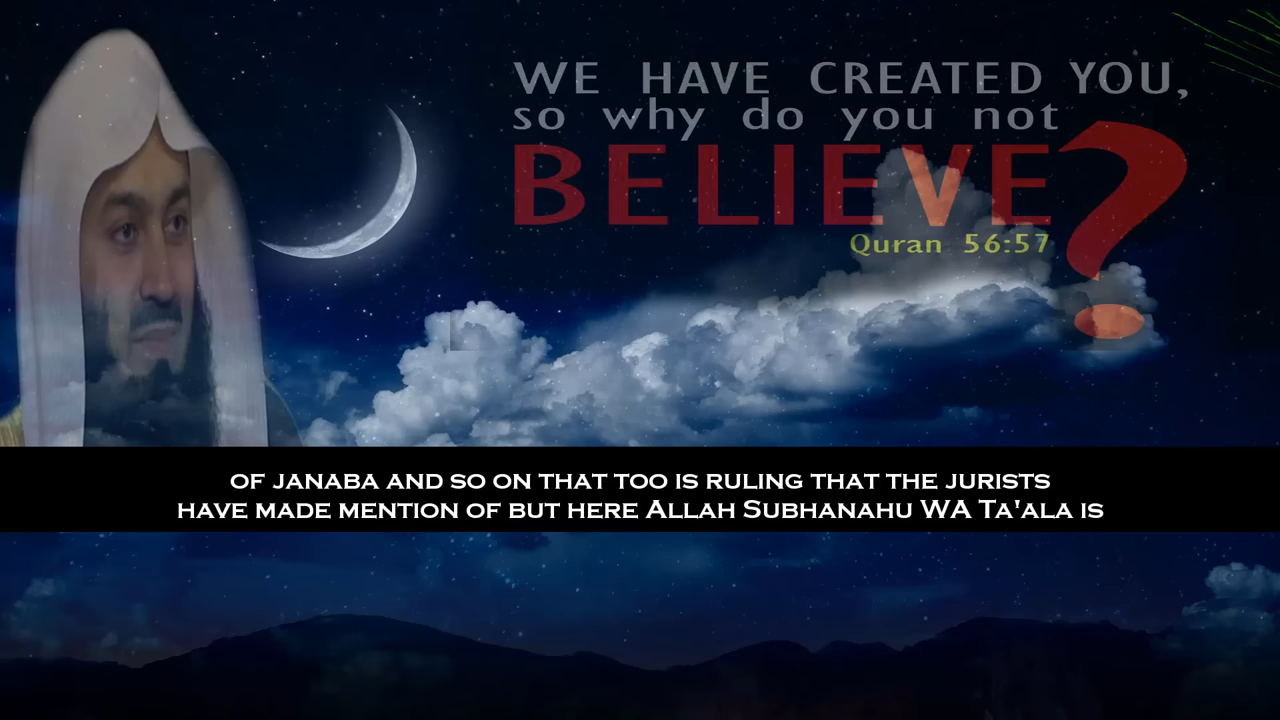 WE HAVE CREATED YOU,
so why do you not
BELIEVE?
Quran 56:57
OF JANABA AND SO ON THAT TOO IS RULING THAT THE JURISTS
HAVE MADE MENTION OF BUT HERE ALLAH SUBHANAHU WA TA'ALA IS